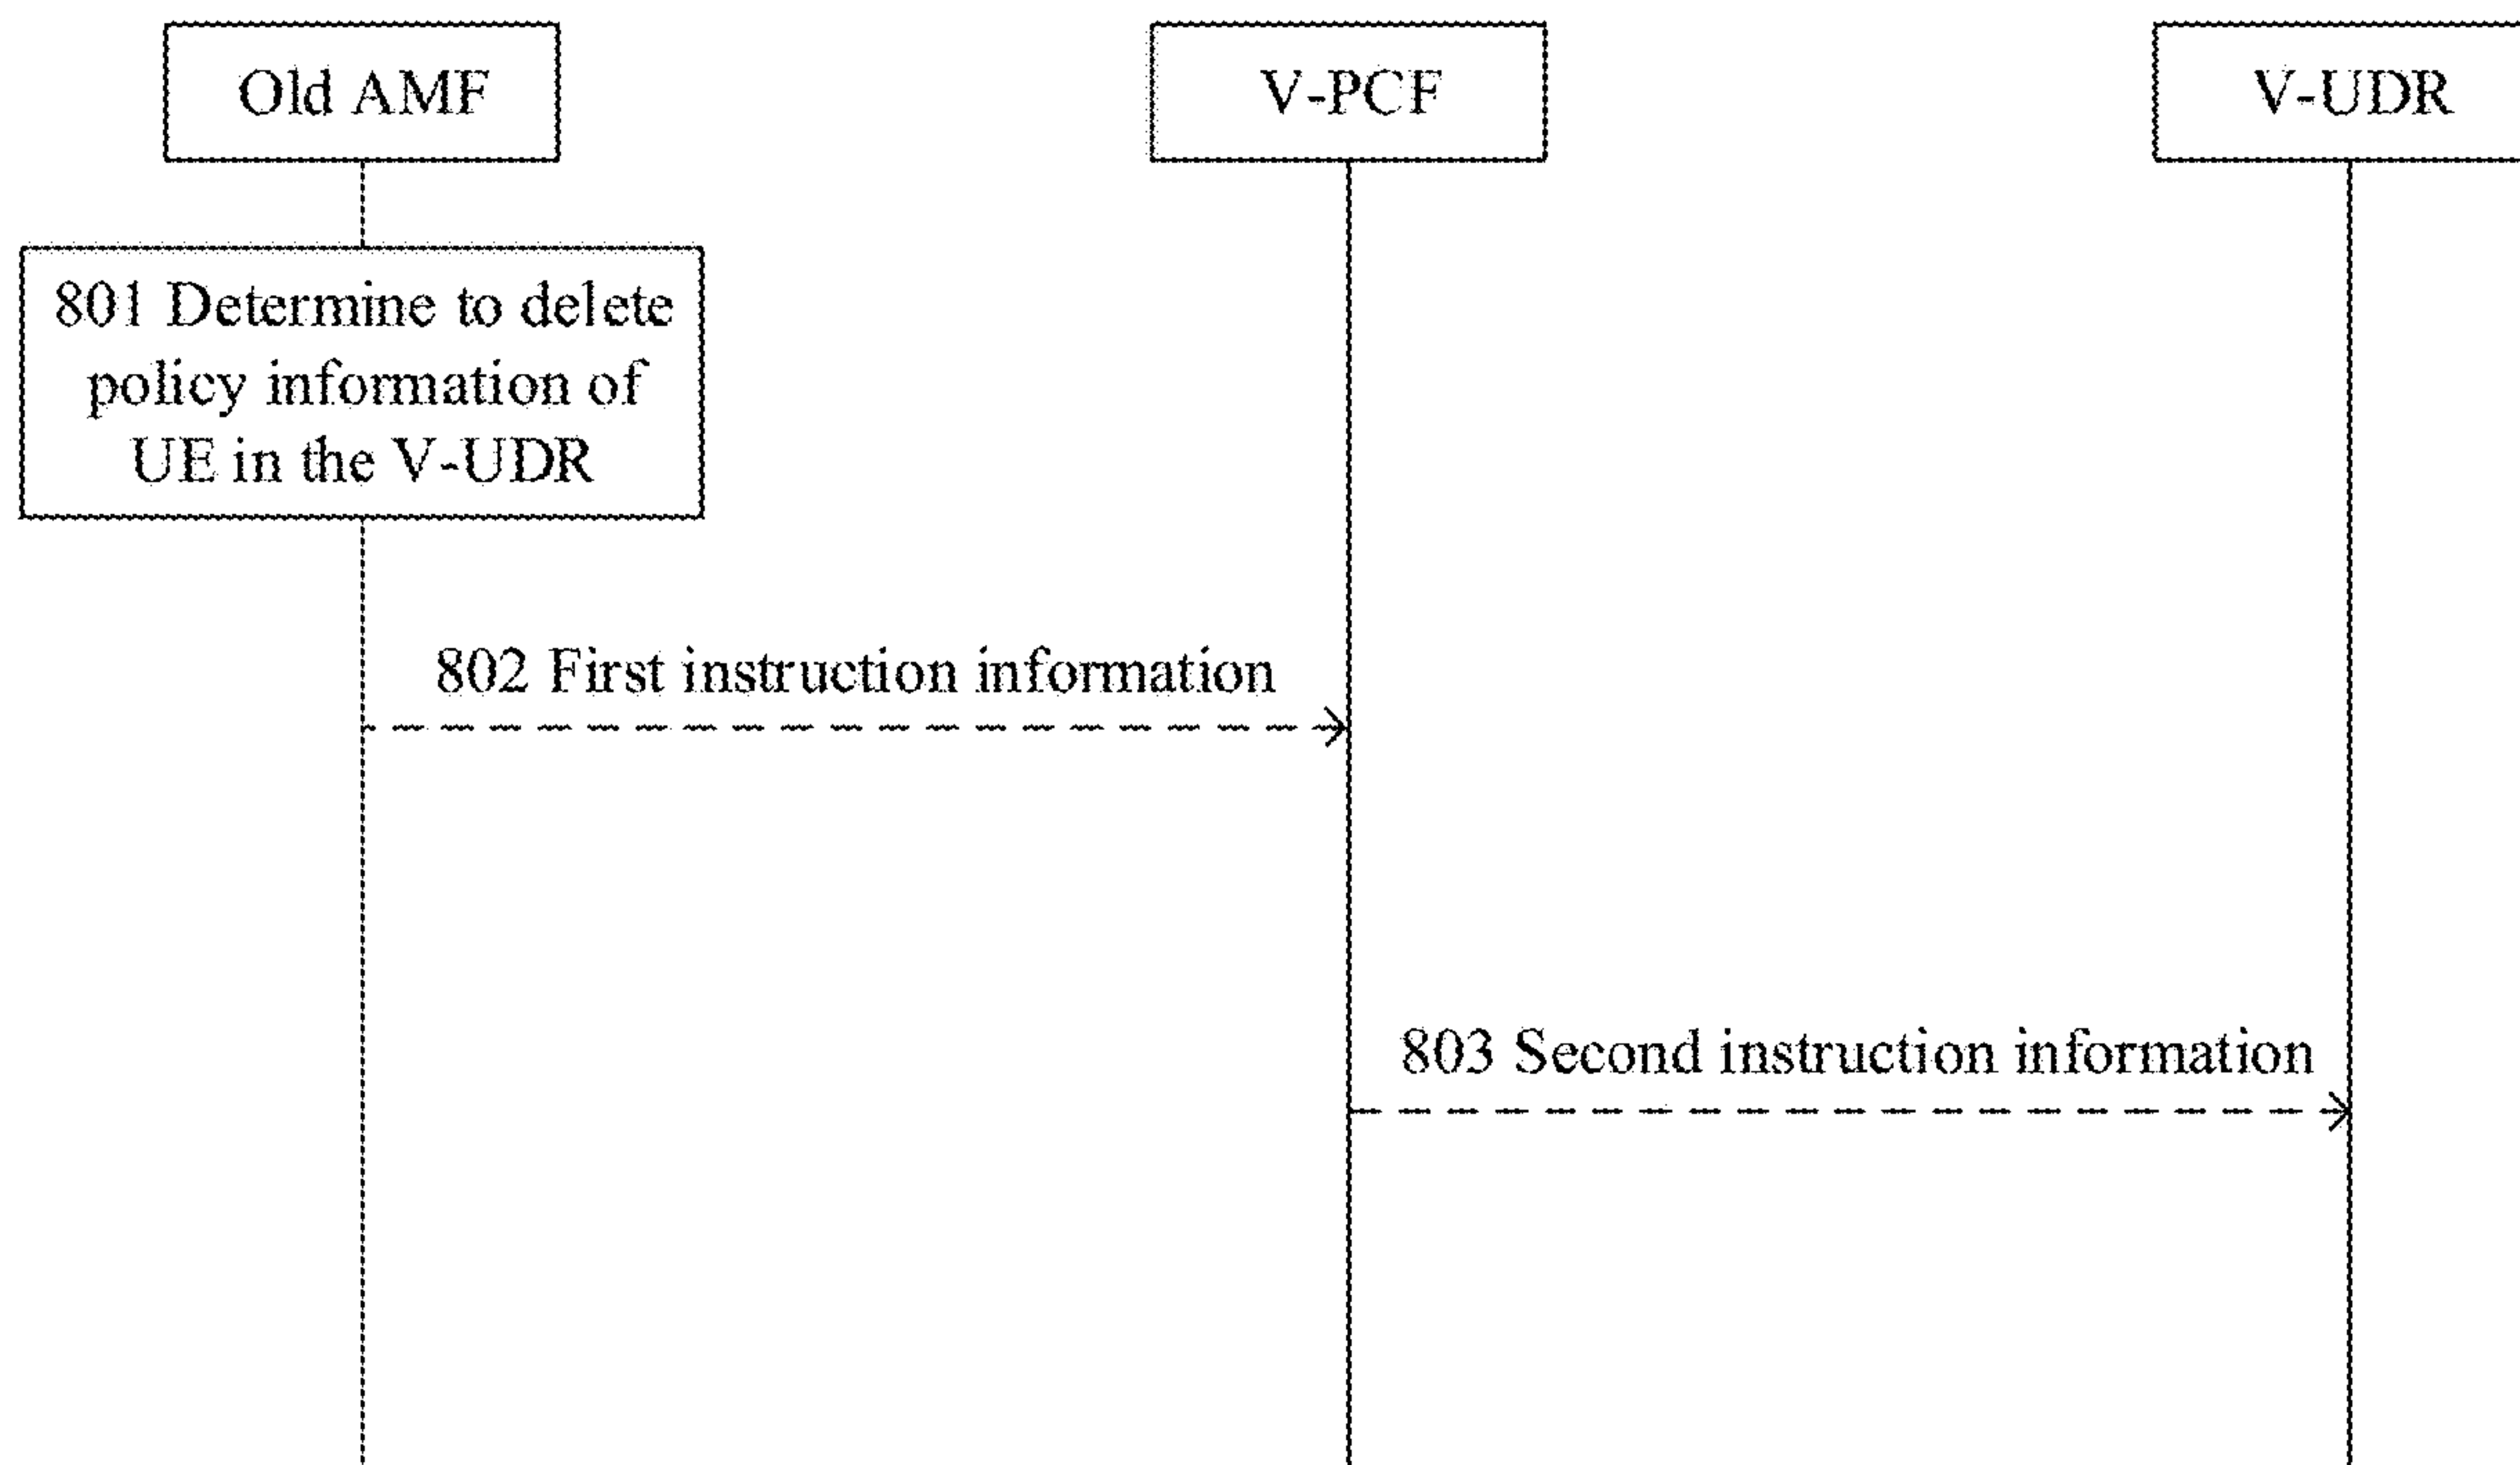 Old AMF
V-PCF
V-UDR
801 Determine to delete
policy information of
UE in the V-UDR
802 First instruction information
803 Second instruction information